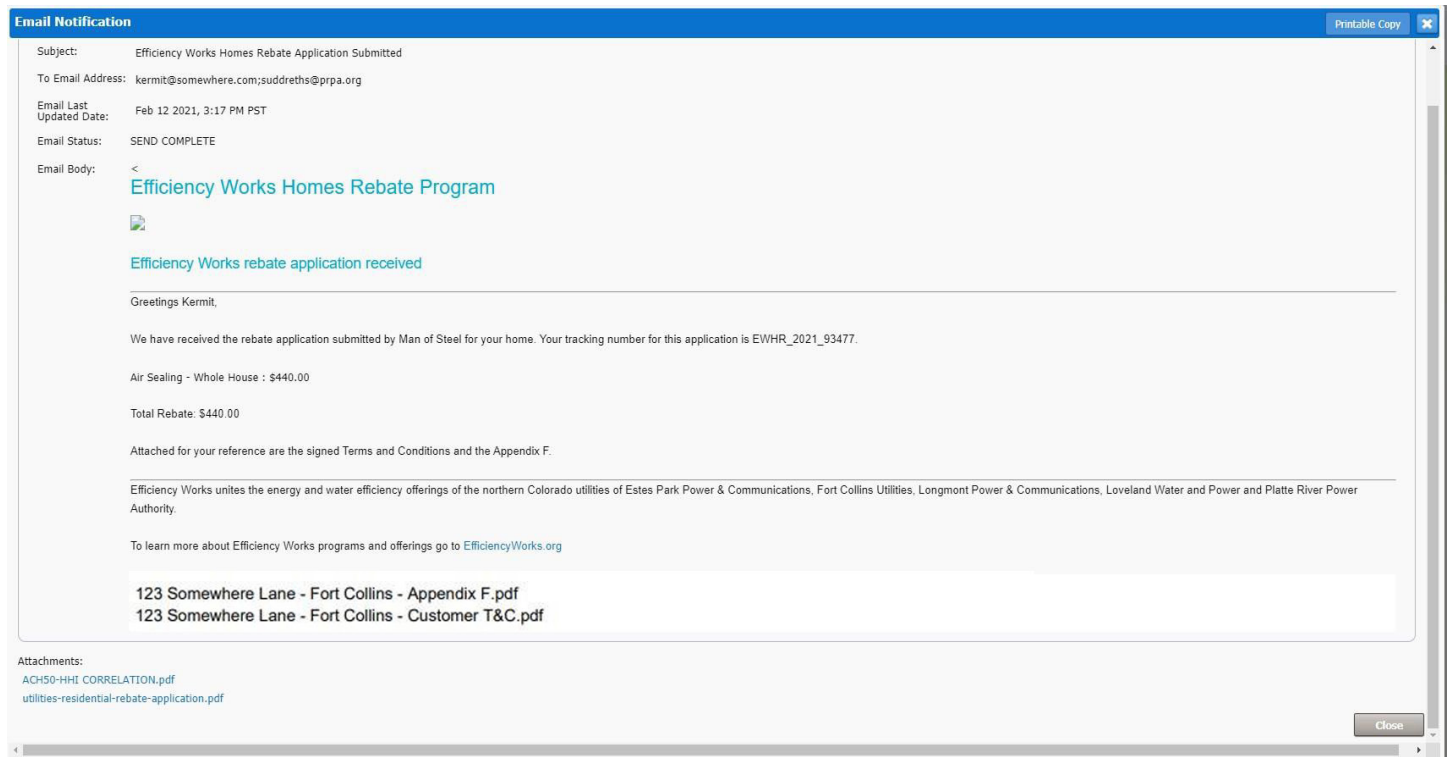 Email Notification
Printable Copy
Subject: Efficiency Works Homes Rebate Application Submitted
To Email Address: kermit@somewhere.com;suddreths@prpa.org
Email Last
Updated Date: Feb 12 2021, 3:17 PM PST
Email Status: SEND COMPLETE
Email Body: <
Efficiency Works Homes Rebate Program
Efficiency Works rebate application received
Greetings Kermit,
We have received the rebate application submitted by Man of Steel for your home. Your tracking number for this application is EWHR_2021_93477.
Air Sealing - Whole House : $440.00
Total Rebate: $440.00
Attached for your reference are the signed Terms and Conditions and the Appendix F.
Efficiency Works unites the energy and water efficiency offerings of the northern Colorado utilities of Estes Park Power & Communications, Fort Collins Utilities, Longmont Power & Communications, Loveland Water and Power and Platte River Power
Authority.
To learn more about Efficiency Works programs and offerings go to EfficiencyWorks.org
123 Somewhere Lane - Fort Collins - Appendix F.pdf
123 Somewhere Lane - Fort Collins - Customer T&C.pdf
Attachments:
ACH50-HHI CORRELATION.pdf
utilities-residential-rebate-application.pdf
Close